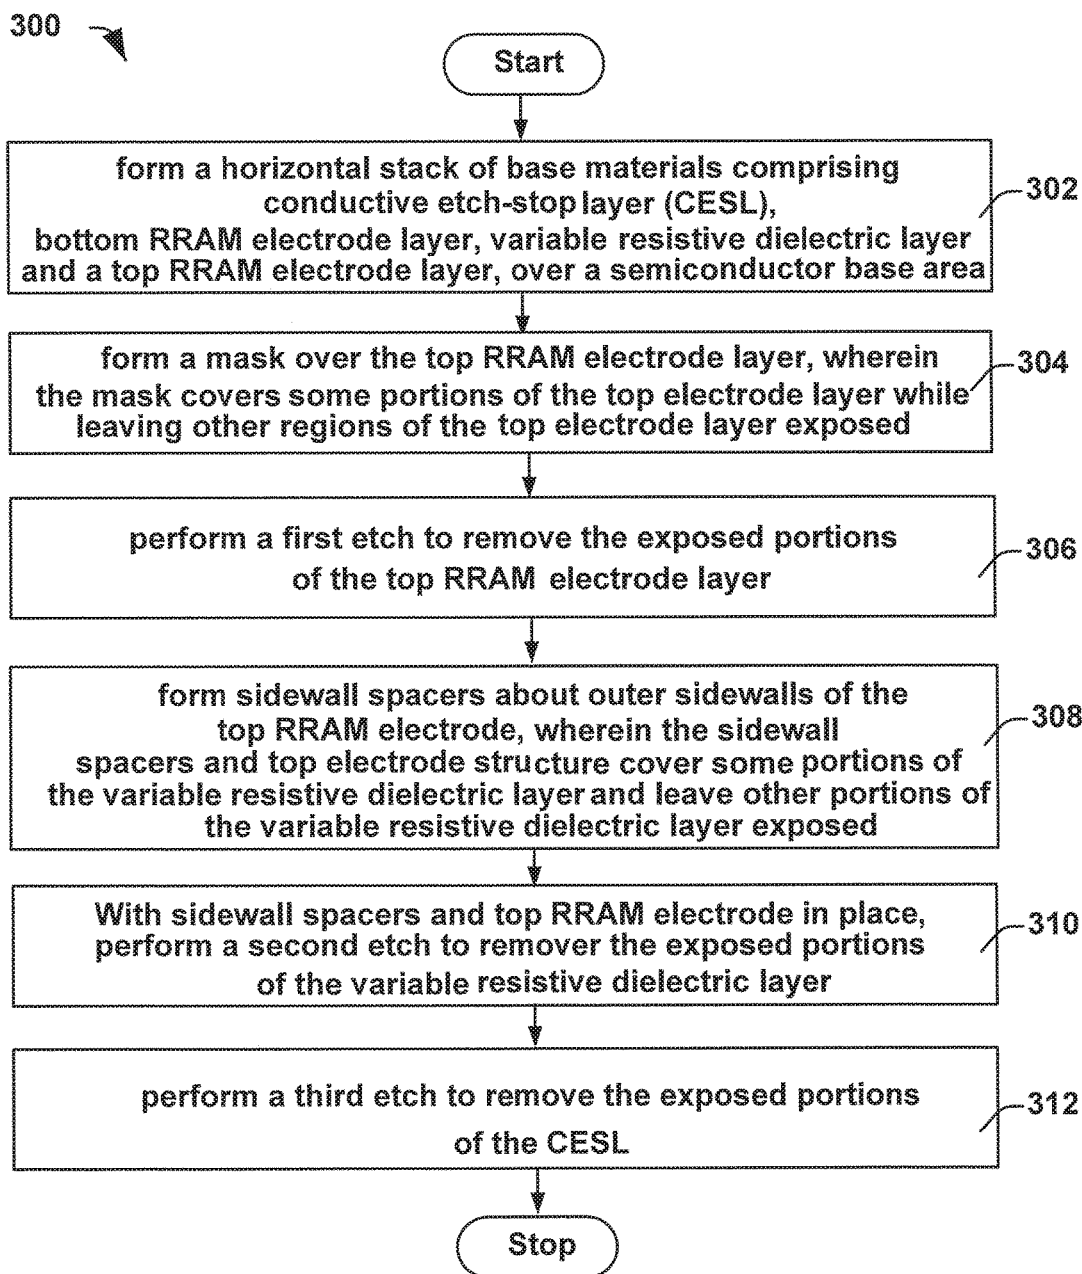 300
Start
form a horizontal stack of base materials comprising
conductive etch-stop layer (CESL),
bottom RRAM electrode layer, variable resistive dielectric layer
and a top RRAM electrode layer, over a semiconductor base area
302
form a mask over the top RRAM electrode layer, wherein
the mask covers some portions of the top electrode layer while
leaving other regions of the top electrode layer exposed
304
perform a first etch to remove the exposed portions
of the top RRAM electrode layer
306
form sidewall spacers about outer sidewalls of the
top RRAM electrode, wherein the sidewall
spacers and top electrode structure cover some portions of
the variable resistive dielectric layer and leave other portions of
the variable resistive dielectric layer exposed
308
With sidewall spacers and top RRAM electrode in place,
perform a second etch to remover the exposed portions
of the variable resistive dielectric layer
310
perform a third etch to remove the exposed portions
of the CESL
312
Stop